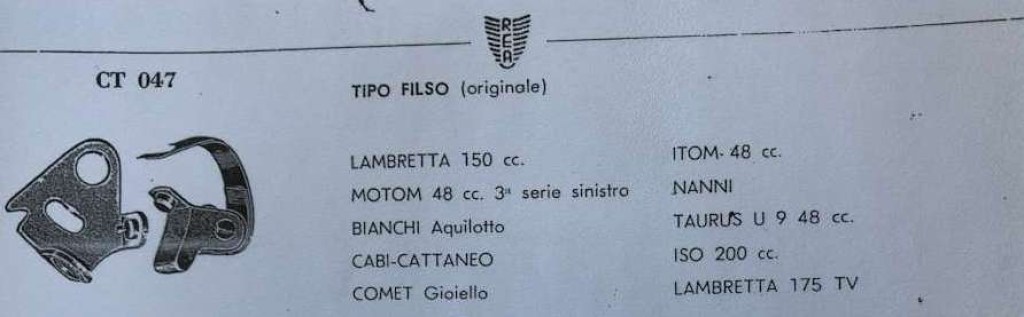 REA
CT 047
TIPO FILSO (originale)
LAMBRETTA 150 cc.
MOTOM 48 cc. 3ª serie sinistro
BIANCHI Aquilotto
CABI-CATTANEO
COMET Gioiello
ITOM- 48 cc.
NANNI
TAURUS U 9 48 cc.
ISO 200 cc.
LAMBRETTA 175 TV